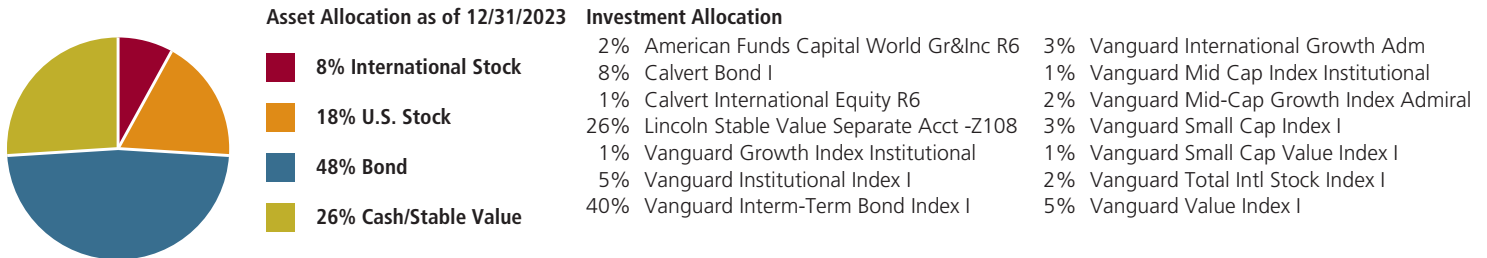 Asset Allocation as of 12/31/2023
8% International Stock
18% U.S. Stock
48% Bond
26% Cash/Stable Value
Investment Allocation
2% American Funds Capital World Gr&Inc R6
8% Calvert Bond I
1% Calvert International Equity R6
26% Lincoln Stable Value Separate Acct -Z108
1% Vanguard Growth Index Institutional
5% Vanguard Institutional Index I
40% Vanguard Interm-Term Bond Index I
3% Vanguard International Growth Adm
1% Vanguard Mid Cap Index Institutional
2% Vanguard Mid-Cap Growth Index Admiral
3% Vanguard Small Cap Index I
1% Vanguard Small Cap Value Index I
2% Vanguard Total Intl Stock Index I
5% Vanguard Value Index I